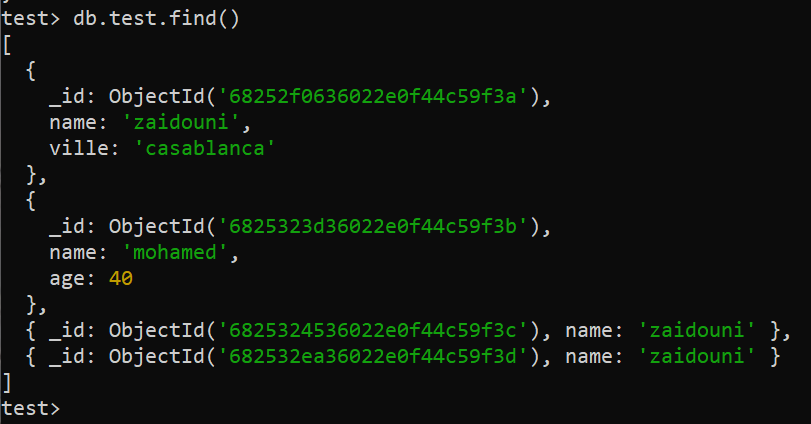 test> db.test.find()
[
  {
    _id: ObjectId('68252f0636022e0f44c59f3a'),
    name: 'zaidouni',
    ville: 'casablanca'
  },
  {
    _id: ObjectId('6825323d36022e0f44c59f3b'),
    name: 'mohamed',
    age: 40
  },
  { _id: ObjectId('6825324536022e0f44c59f3c'), name: 'zaidouni' },
  { _id: ObjectId('682532ea36022e0f44c59f3d'), name: 'zaidouni' }
]
test>